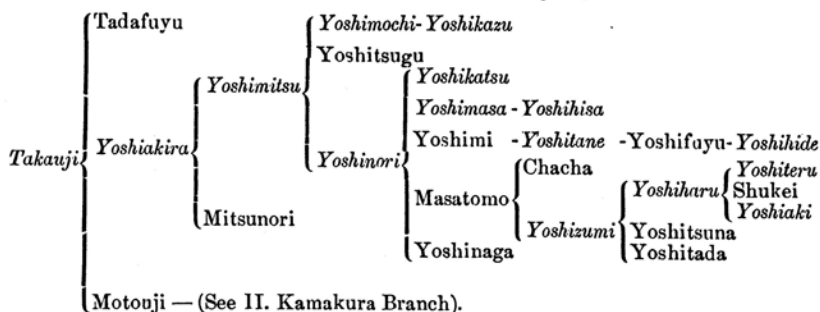 Tadafuyu
Yoshimochi-Yoshikazu
Yoshitsugu
Yoshimitsu
Yoshikatsu
Yoshimasa - Yoshihisa
Takauji
Yoshiakira
Yoshinori
Yoshimi - Yoshitane - Yoshifuyu - Yoshihide
Chacha
Yoshiteru
Masatomo
Yoshiharu
Shukei
Mitsunori
Yoshiaki
Yoshizumi
Yoshitsuna
Yoshinaga
Yoshitada
Motouji — (See II. Kamakura Branch).